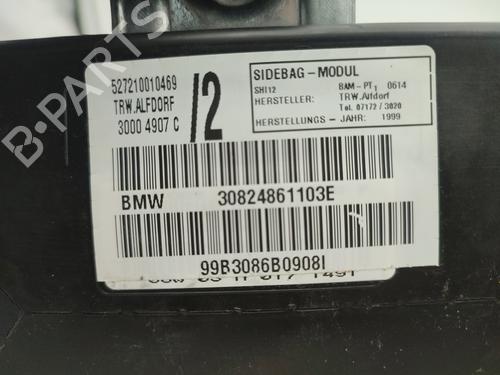 527210010469
TRW.ALFDORF
3000 4907 C
/2
SIDEBAG-MODUL
SHI12 BAM-PT1 0614
HERSTELLER: TRW.Alfdorf
Tel. 07172 / 3020
HERSTELLUNGS - JAHR: 1999
BMW 30824861103E
99B3086B0908I